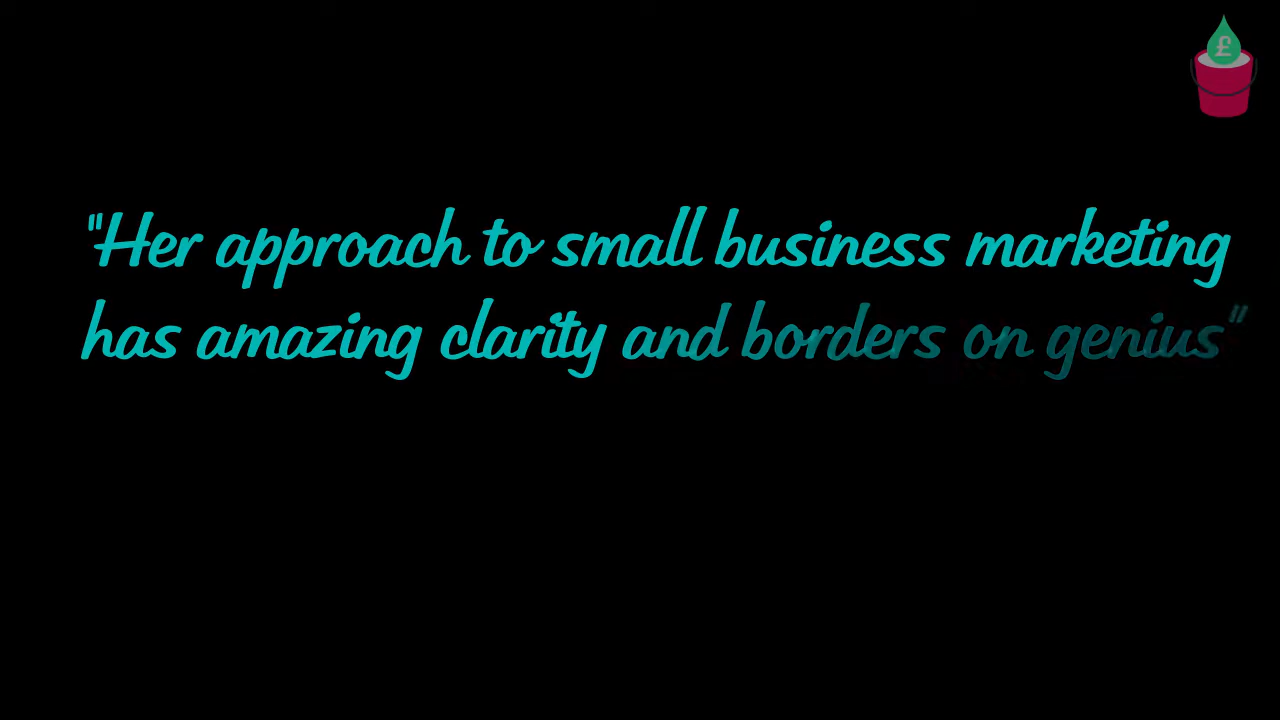 £
"Her approach to small business marketing
has amazing clarity and borders on genius"